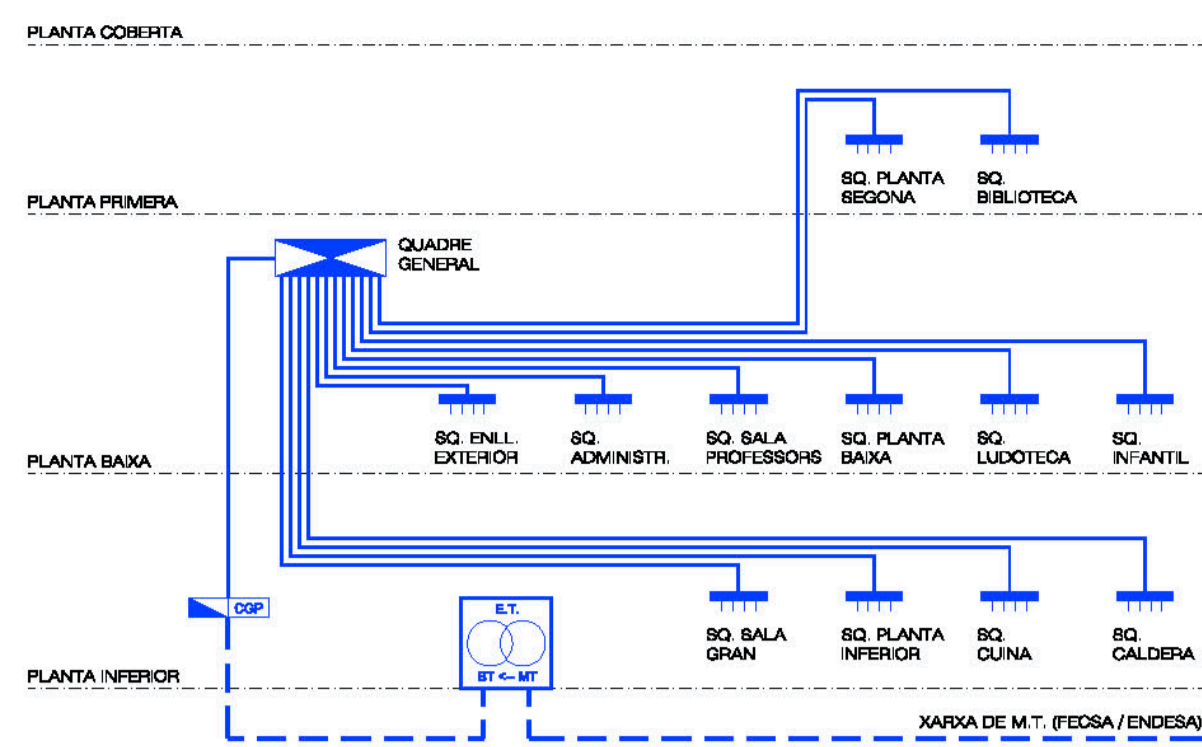 PLANTA COBERTA
SQ. PLANTA
SEGONA
SQ.
BIBLIOTECA
PLANTA PRIMERA
QUADRE
GENERAL
SQ. ENLL.
EXTERIOR
SQ.
ADMINISTR.
SQ. SALA
PROFESSORS
SQ. PLANTA
BAIXA
SQ.
LUDOTECA
SQ.
INFANTIL
PLANTA BAIXA
CGP
E.T.
BT <-- MT
SQ. SALA
GRAN
SQ. PLANTA
INFERIOR
SQ.
CUINA
SQ.
CALDERA
PLANTA INFERIOR
XARXA DE M.T. (FECSA / ENDESA)